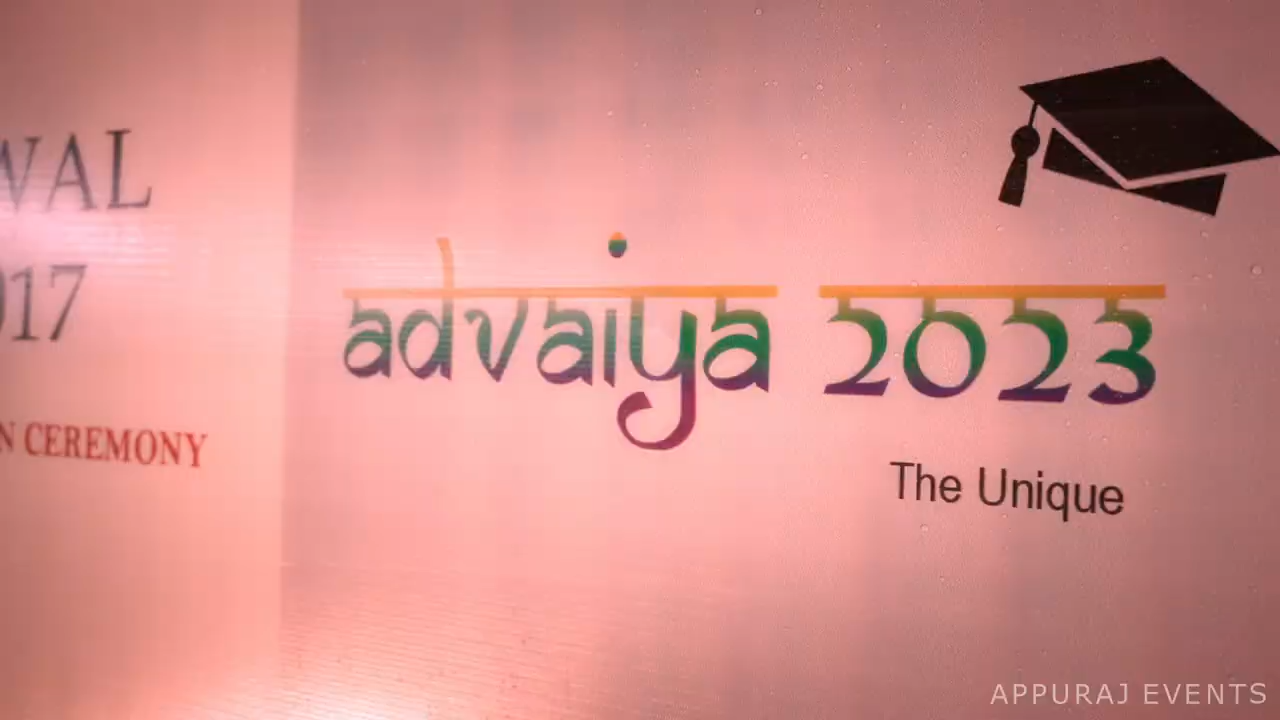 WAL
017
N CEREMONY
advaiya 2023
The Unique
APPURAJ EVENTS